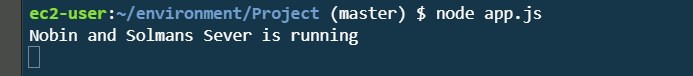 ec2-user:~/environment/Project (master) $ node app.js
Nobin and Solmans Sever is running